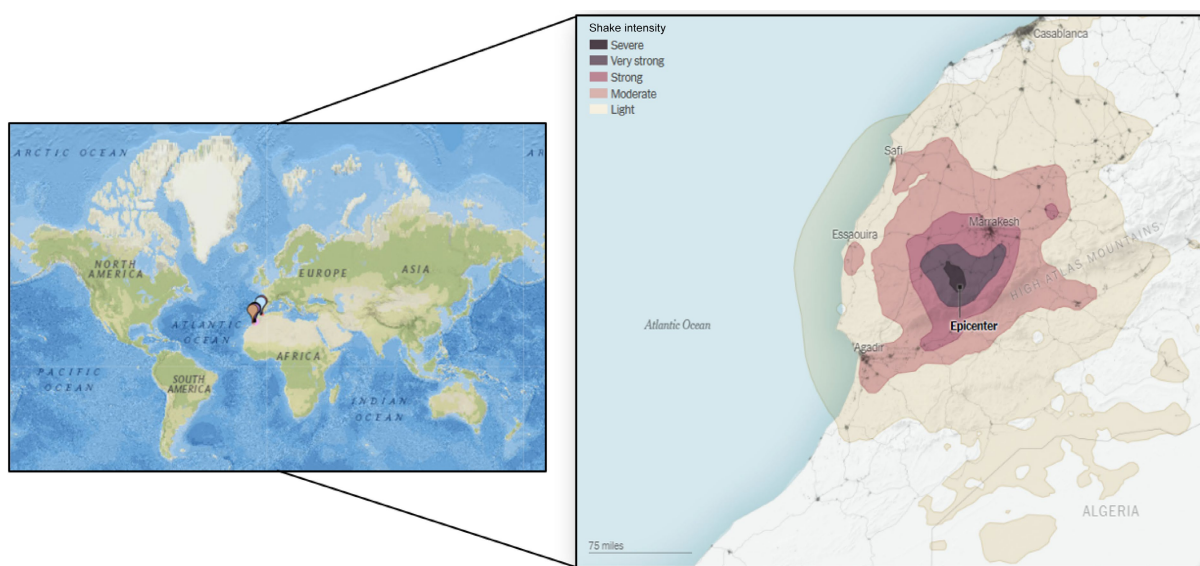 ARCTIC OCEAN
AR
NORTH
AMERICA
EUROPE
ASIA
ATLANTIC
OCEAN
AFRICA
PACIFIC
OCEAN
SOUTH
AMERICA
INDIAN
OCEAN
Shake intensity
Severe
Very strong
Strong
Moderate
Light
Casablanca
Safi
Marrakesh
Essaouira
HIGH ATLAS MOUNTAINS
Atlantic Ocean
Epicenter
Agadir
ALGERIA
75 miles